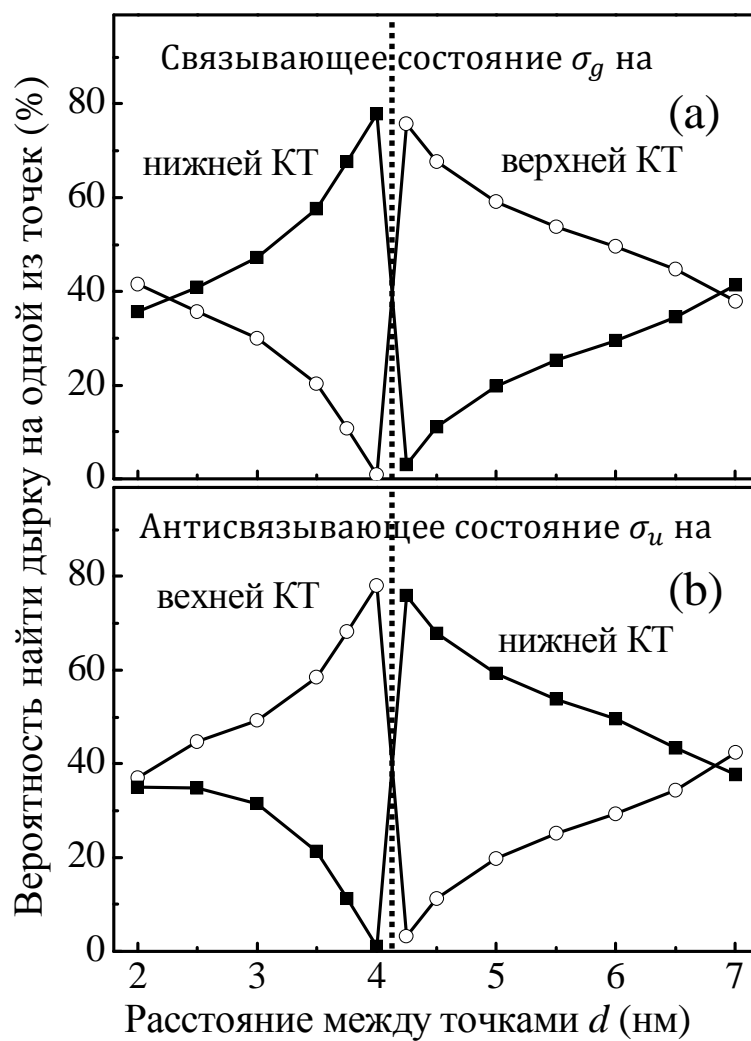 Вероятность найти дырку на одной из точек (%)
Связывающее состояние σg на
(a)
нижней КТ
верхней КТ
80
60
40
20
0
Антисвязывающее состояние σu на
(b)
вехней КТ
нижней КТ
80
60
40
20
0
2 3 4 5 6 7
Расстояние между точками d (нм)